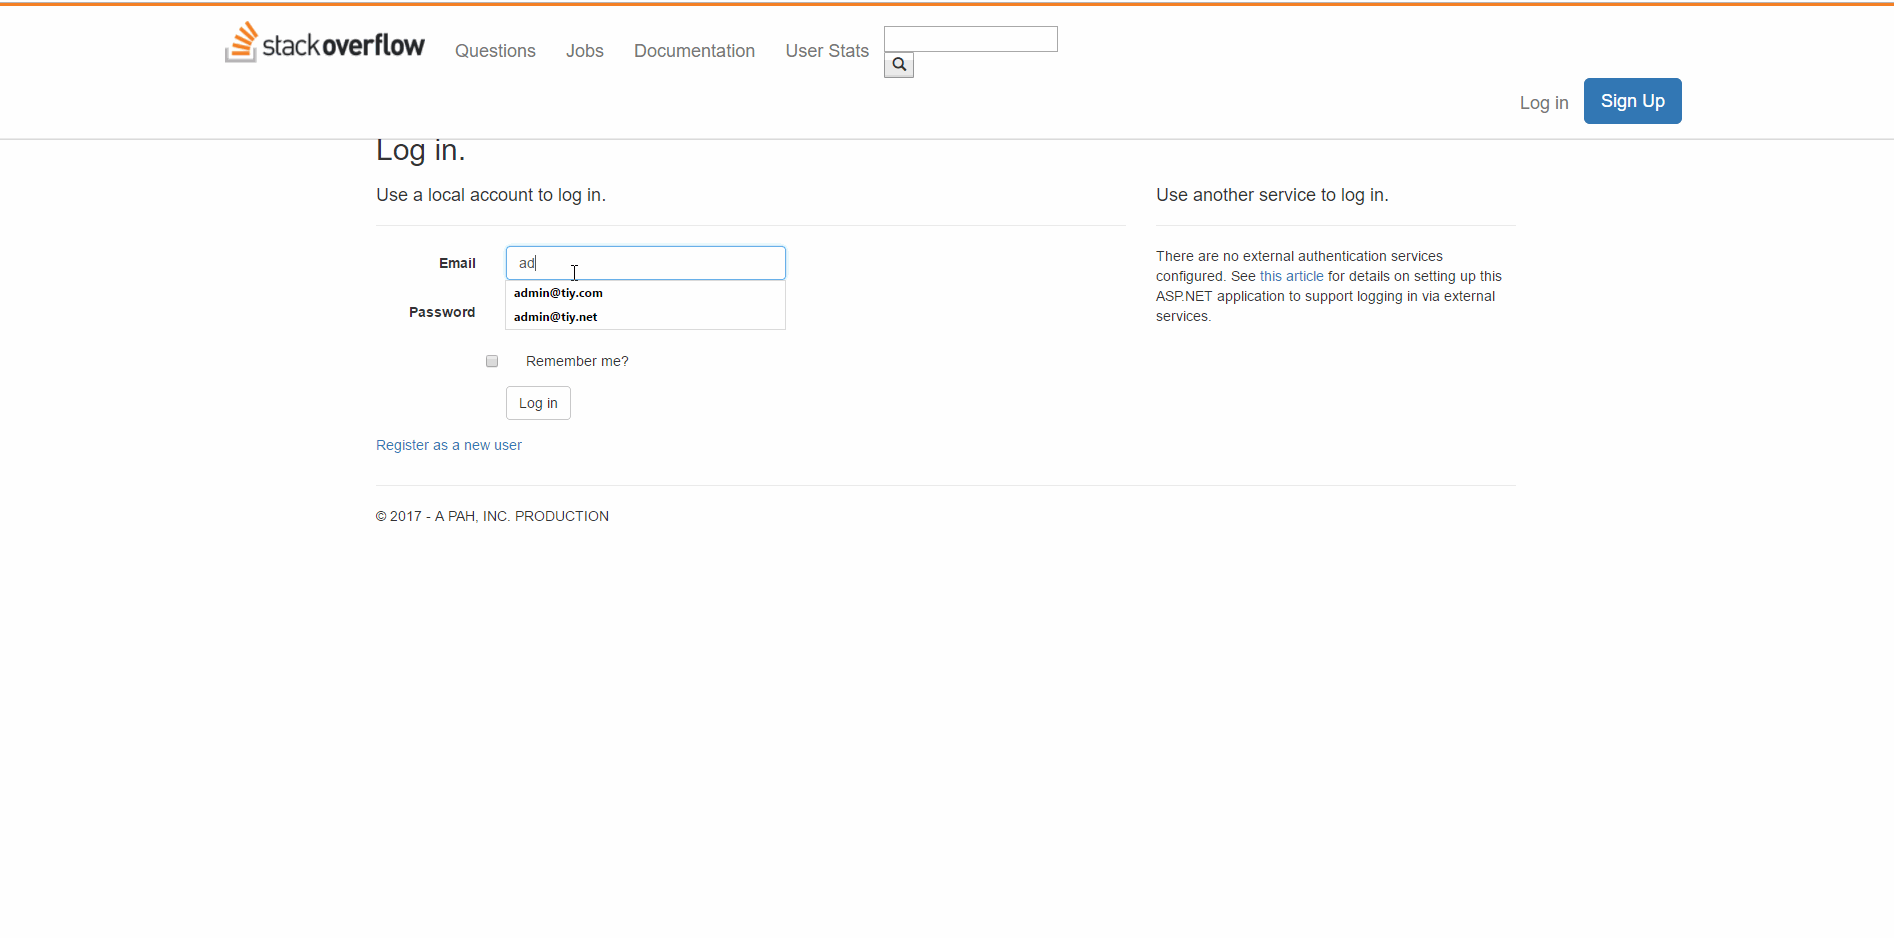 stackoverflow
Questions
Jobs
Documentation
User Stats
Log in
Sign Up
Log in.
Use a local account to log in.
Email
ad
admin@tiy.com
admin@tiy.net
Password
Remember me?
Log in
Register as a new user
Use another service to log in.
There are no external authentication services
configured. See this article for details on setting up this
ASP.NET application to support logging in via external
services.
© 2017 - A PAH, INC. PRODUCTION